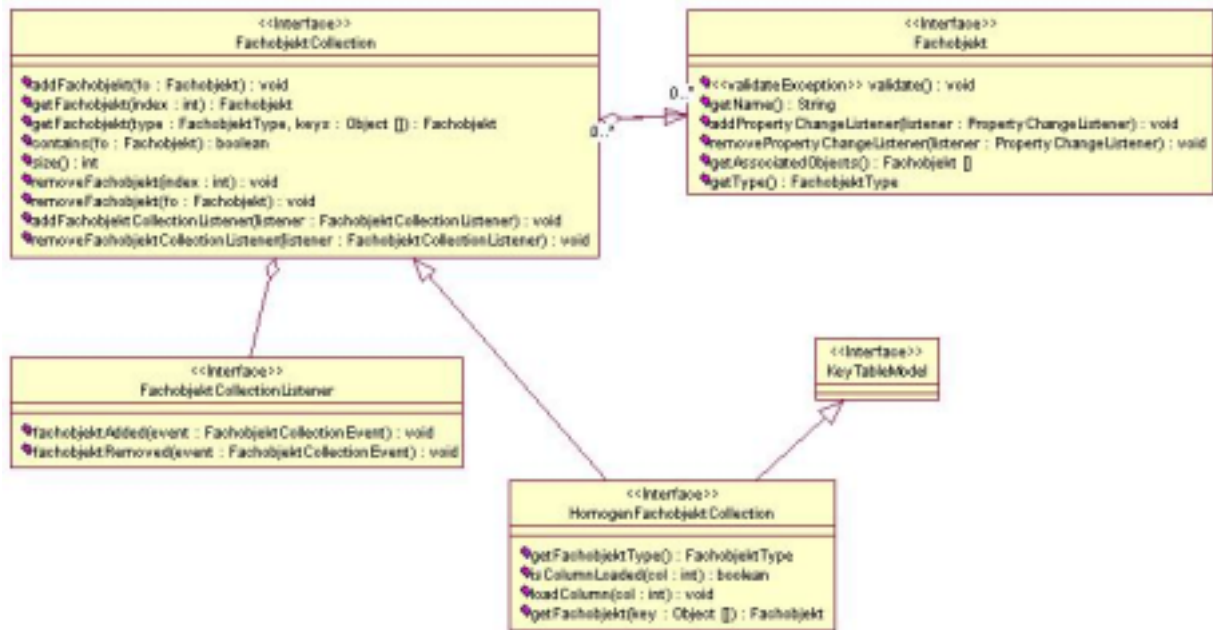 <<Interface>>
FachobjektCollection
addFachobjekt(fo : Fachobjekt) : void
getFachobjekt(index : int) : Fachobjekt
getFachobjekt(type : FachobjektType, keys : Object []) : Fachobjekt
contains(fo : Fachobjekt) : boolean
size() : int
removeFachobjekt(index : int) : void
removeFachobjekt(fo : Fachobjekt) : void
addFachobjektCollectionListener(listener : FachobjektCollectionListener) : void
removeFachobjektCollectionListener(listener : FachobjektCollectionListener) : void
0..*
0..*
<<Interface>>
Fachobjekt
<<validateException>> validate() : void
getName() : String
addPropertyChangeListener(listener : PropertyChangeListener) : void
removePropertyChangeListener(listener : PropertyChangeListener) : void
getAssociatedObjects() : Fachobjekt []
getType() : FachobjektType
<<Interface>>
FachobjektCollectionListener
fachobjektAdded(event : FachobjektCollectionEvent) : void
fachobjektRemoved(event : FachobjektCollectionEvent) : void
<<Interface>>
KeyTableModel
<<Interface>>
HomogenFachobjektCollection
getFachobjektType() : FachobjektType
isColumnLoaded(col : int) : boolean
loadColumn(col : int) : void
getFachobjekt(key : Object []) : Fachobjekt